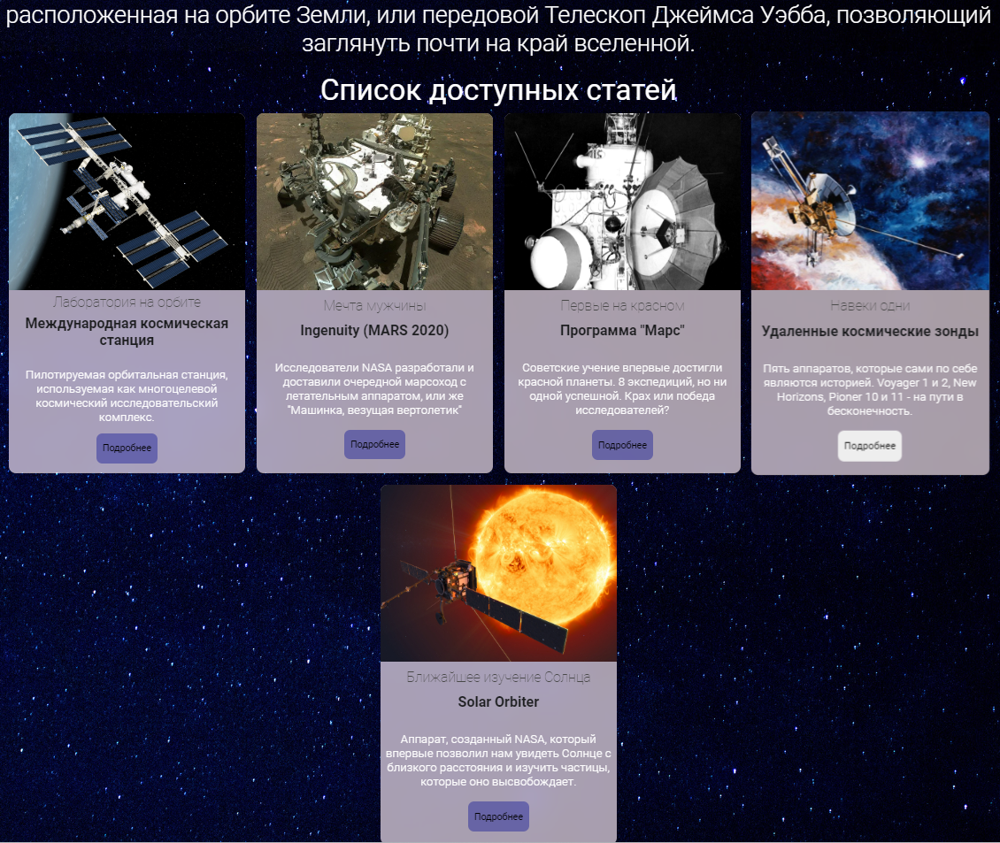 расположенная на орбите Земли, или передовой Телескоп Джеймса Уэбба, позволяющий
заглянуть почти на край вселенной.
Список доступных статей
Лаборатория на орбите
Международная космическая
станция
Пилотируемая орбитальная станция,
используемая как многоцелевой
космический исследовательский
комплекс.
Подробнее
Мечта мужчины
Ingenuity (MARS 2020)
Исследователи NASA разработали и
доставили очередной марсоход с
летательным аппаратом, или же
"Машинка, везущая вертолетик"
Подробнее
Первые на красном
Программа "Марс"
Советские учение впервые достигли
красной планеты. 8 экспедиций, но ни
одной успешной. Крах или победа
исследователей?
Подробнее
Навеки одни
Удаленные космические зонды
Пять аппаратов, которые сами по себе
являются историей. Voyager 1 и 2, New
Horizons, Pioner 10 и 11 - на пути в
бесконечность.
Подробнее
Ближайшее изучение Солнца
Solar Orbiter
Аппарат, созданный NASA, который
впервые позволил нам увидеть Солнце с
близкого расстояния и изучить частицы,
которые оно высвобождает.
Подробнее